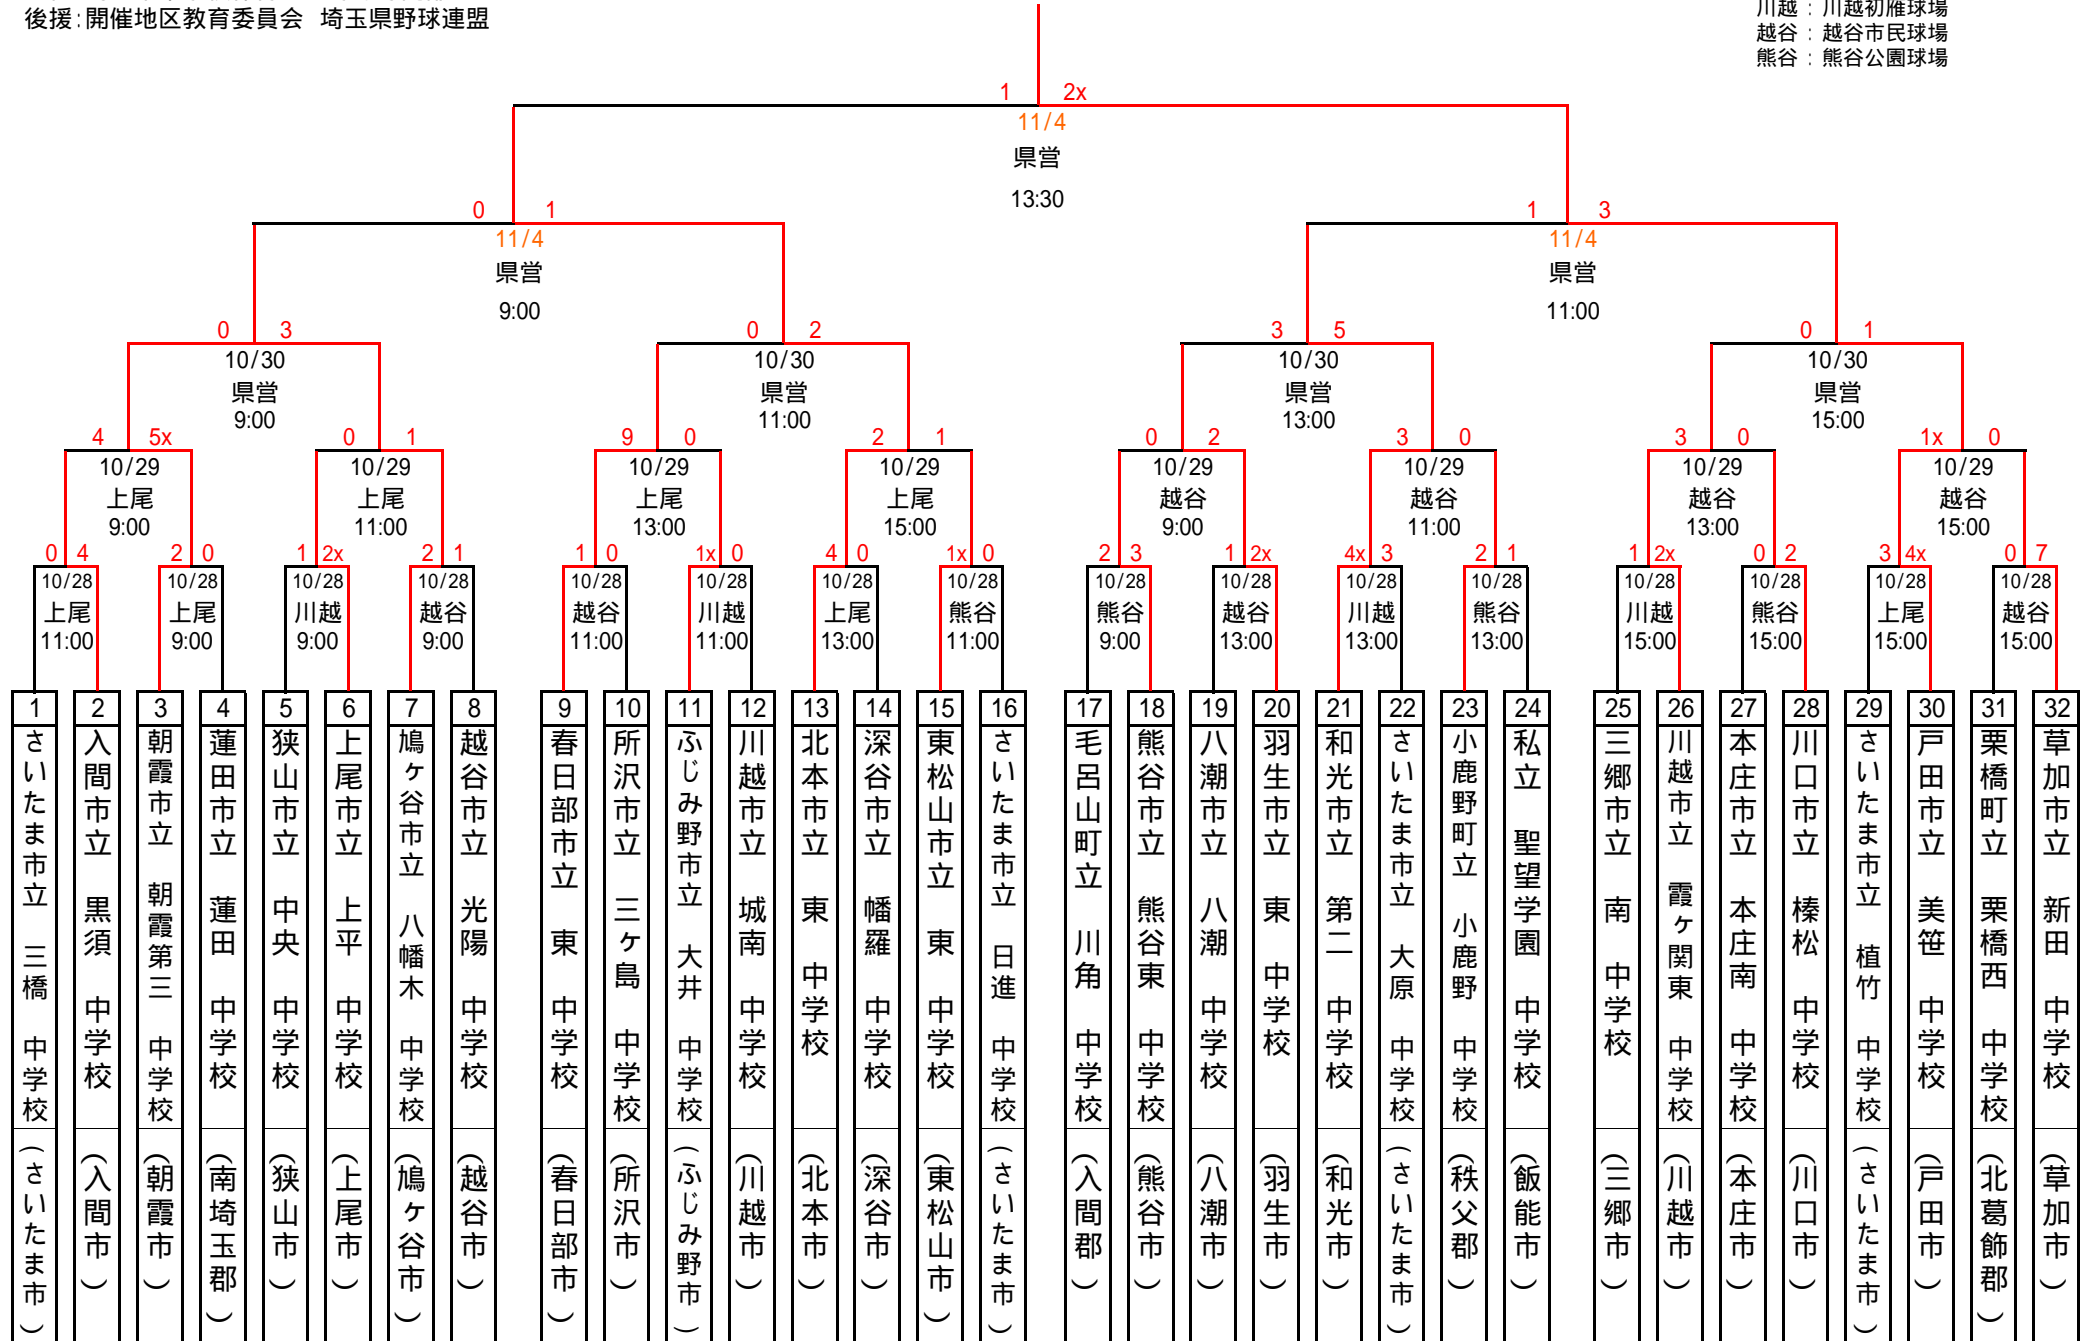 後援：開催地区教育委員会　埼玉県野球連盟
川越 : 川越初雁球場
越谷 : 越谷市民球場
熊谷 : 熊谷公園球場
1 2x
11/4
県営
13:30
0 1 1 3
11/4 11/4
県営 県営
9:00 11:00
0 3 0 2 3 5 0 1
10/30 10/30 10/30 10/30
県営 県営 県営 県営
9:00 11:00 13:00 15:00
4 5x 0 1 9 0 2 1 0 2 3 0 3 0 1x 0
10/29 10/29 10/29 10/29 10/29 10/29 10/29 10/29
上尾 上尾 上尾 上尾 越谷 越谷 越谷 越谷
9:00 11:00 13:00 15:00 9:00 11:00 13:00 15:00
0 4 2 0 1 2x 2 1 1 0 1x 0 4 0 1x 0 2 3 1 2x 4x 3 2 1 1 2x 0 2 3 4x 0 7
10/28 10/28 10/28 10/28 10/28 10/28 10/28 10/28 10/28 10/28 10/28 10/28 10/28 10/28 10/28 10/28
上尾 上尾 川越 越谷 越谷 川越 上尾 熊谷 熊谷 越谷 川越 熊谷 川越 熊谷 上尾 越谷
11:00 9:00 9:00 9:00 11:00 11:00 13:00 11:00 9:00 13:00 13:00 13:00 15:00 15:00 15:00 15:00
1 さいたま市立 三橋 中学校 (さいたま市)
2 入間市立 黒須 中学校 (入間市)
3 朝霞市立 朝霞第三 中学校 (朝霞市)
4 蓮田市立 蓮田 中学校 (南埼玉郡)
5 狭山市立 中央 中学校 (狭山市)
6 上尾市立 上平 中学校 (上尾市)
7 鳩ヶ谷市立 八幡木 中学校 (鳩ヶ谷市)
8 越谷市立 光陽 中学校 (越谷市)
9 春日部市立 東 中学校 (春日部市)
10 所沢市立 三ヶ島 中学校 (所沢市)
11 ふじみ野市立 大井 中学校 (ふじみ野市)
12 川越市立 城南 中学校 (川越市)
13 北本市立 東 中学校 (北本市)
14 深谷市立 幡羅 中学校 (深谷市)
15 東松山市立 東 中学校 (東松山市)
16 さいたま市立 日進 中学校 (さいたま市)
17 毛呂山町立 川角 中学校 (入間郡)
18 熊谷市立 熊谷東 中学校 (熊谷市)
19 八潮市立 八潮 中学校 (八潮市)
20 羽生市立 東 中学校 (羽生市)
21 和光市立 第二 中学校 (和光市)
22 さいたま市立 大原 中学校 (さいたま市)
23 小鹿野町立 小鹿野 中学校 (秩父郡)
24 私立 聖望学園 中学校 (飯能市)
25 三郷市立 南 中学校 (三郷市)
26 川越市立 霞ヶ関東 中学校 (川越市)
27 本庄市立 本庄南 中学校 (本庄市)
28 川口市立 榛松 中学校 (川口市)
29 さいたま市立 植竹 中学校 (さいたま市)
30 戸田市立 美笹 中学校 (戸田市)
31 栗橋町立 栗橋西 中学校 (北葛飾郡)
32 草加市立 新田 中学校 (草加市)